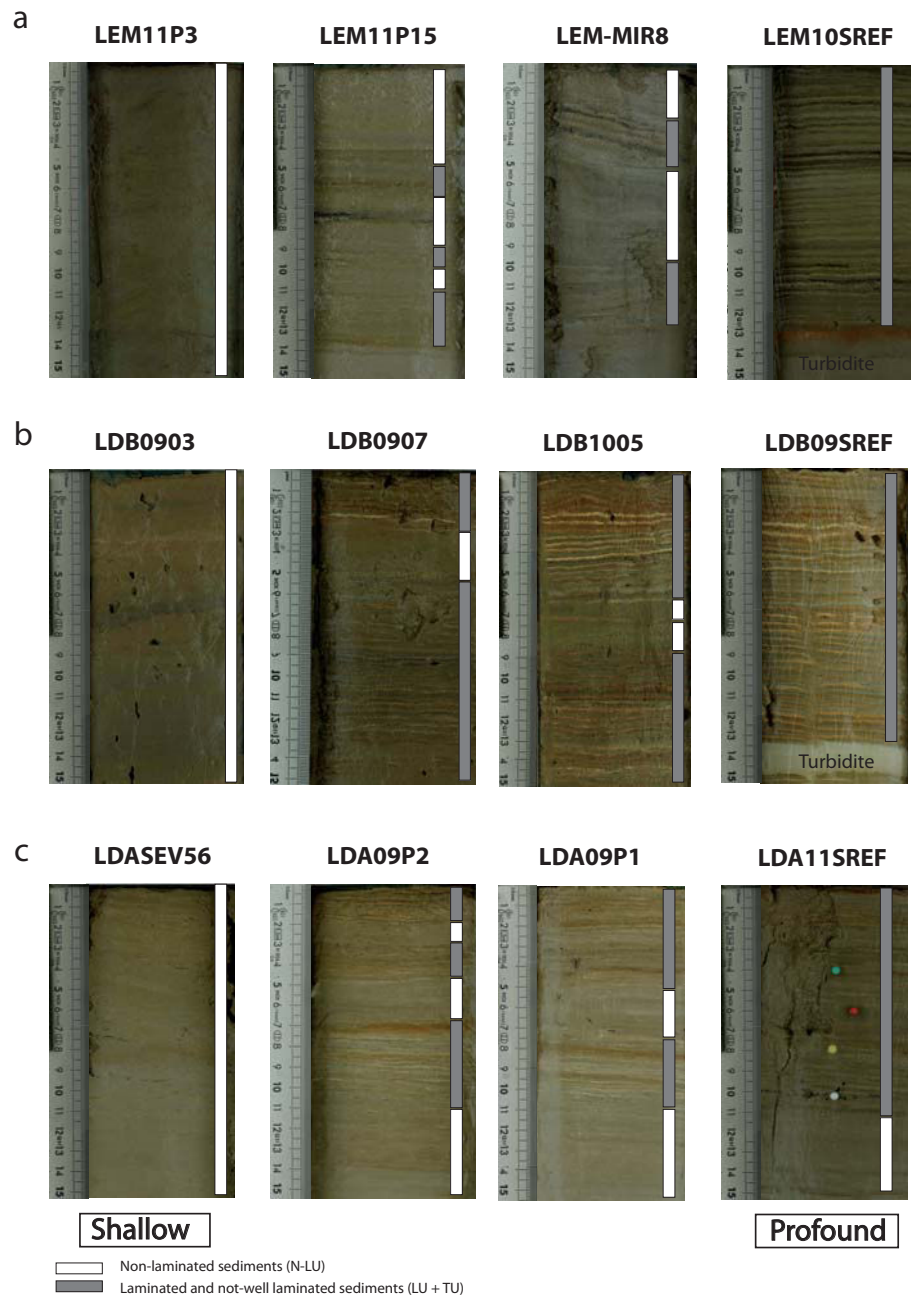 a
LEM11P3 LEM11P15 LEM-MIR8 LEM10SREF
Turbidite
b
LDB0903 LDB0907 LDB1005 LDB09SREF
Turbidite
c
LDASEV56 LDA09P2 LDA09P1 LDA11SREF
Shallow Profound
Non-laminated sediments (N-LU)
Laminated and not-well laminated sediments (LU + TU)